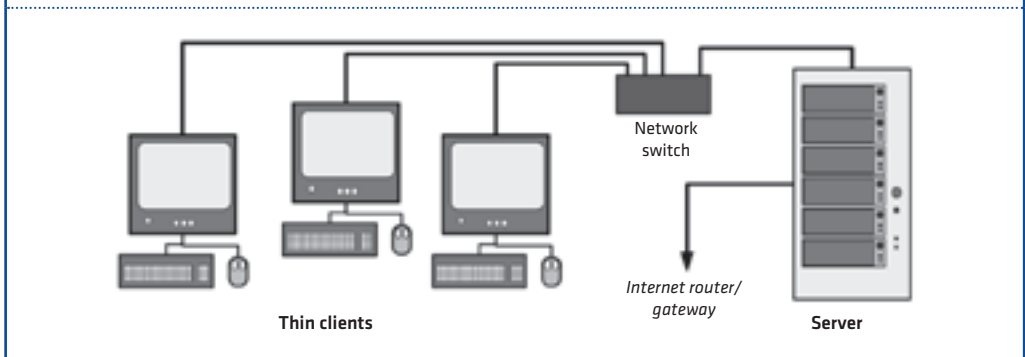 Network
switch
Internet router/
gateway
Thin clients
Server